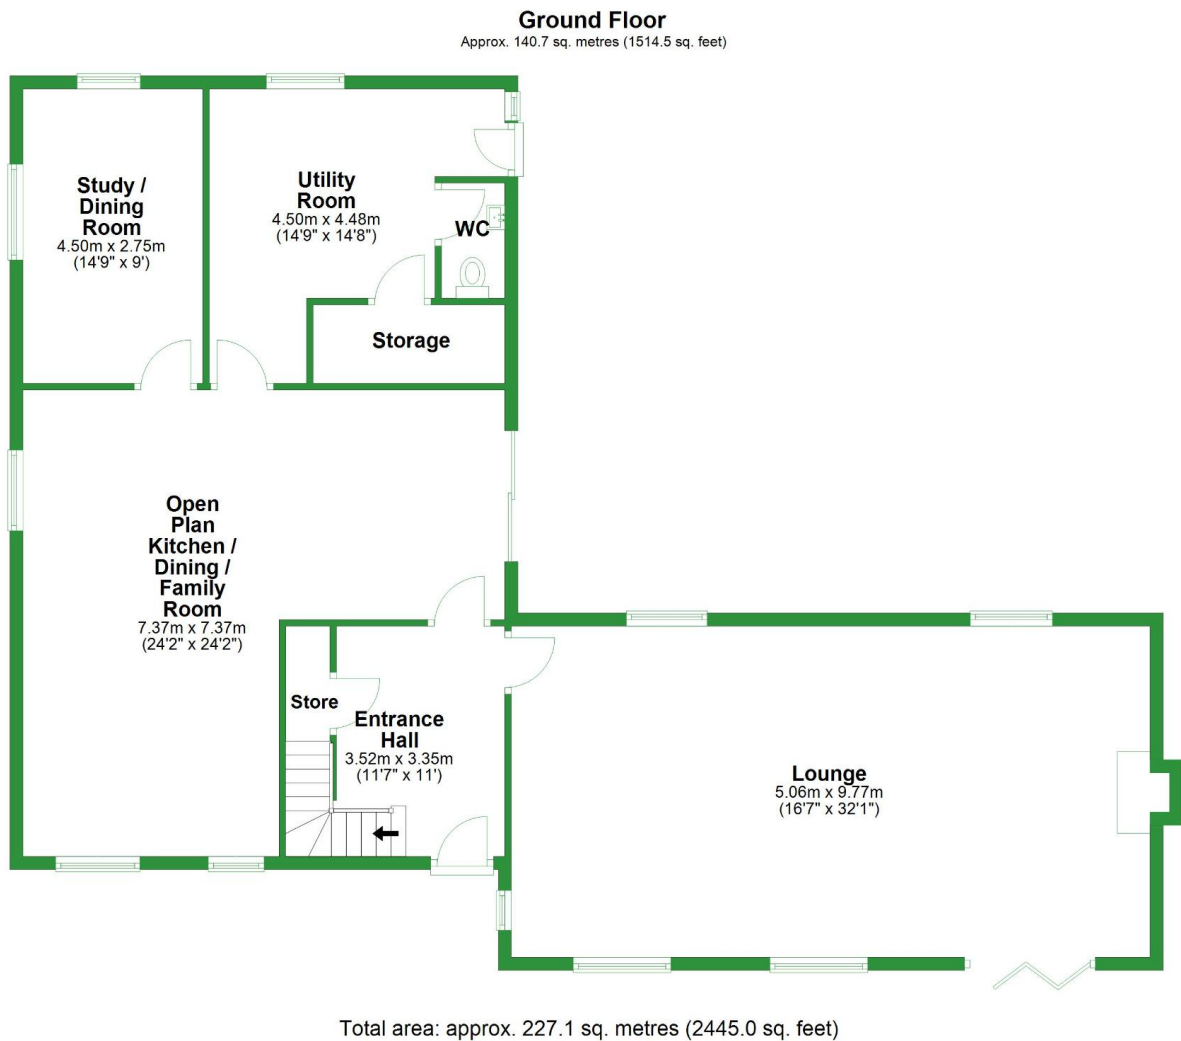 Ground Floor
Approx. 140.7 sq. metres (1514.5 sq. feet)
Study /
Dining
Room
4.50m x 2.75m
(14'9" x 9')
Utility
Room
4.50m x 4.48m
(14'9" x 14'8")
WC
Storage
Open
Plan
Kitchen /
Dining /
Family
Room
7.37m x 7.37m
(24'2" x 24'2")
Store
Entrance
Hall
3.52m x 3.35m
(11'7" x 11')
Lounge
5.06m x 9.77m
(16'7" x 32'1")
Total area: approx. 227.1 sq. metres (2445.0 sq. feet)